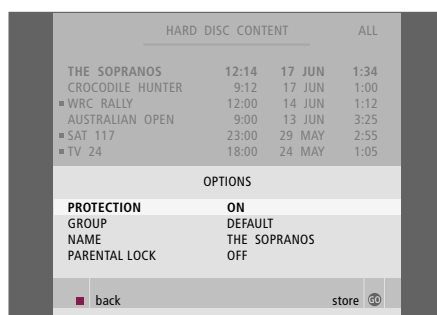 HARD DISC CONTENT ALL
THE SOPRANOS 12:14 17 JUN 1:34
CROCODILE HUNTER 9:12 17 JUN 1:00
WRC RALLY 12:00 14 JUN 1:12
AUSTRALIAN OPEN 9:00 13 JUN 3:25
SAT 117 23:00 29 MAY 2:55
TV 24 18:00 24 MAY 1:05
OPTIONS
PROTECTION ON
GROUP DEFAULT
NAME THE SOPRANOS
PARENTAL LOCK OFF
back store GO